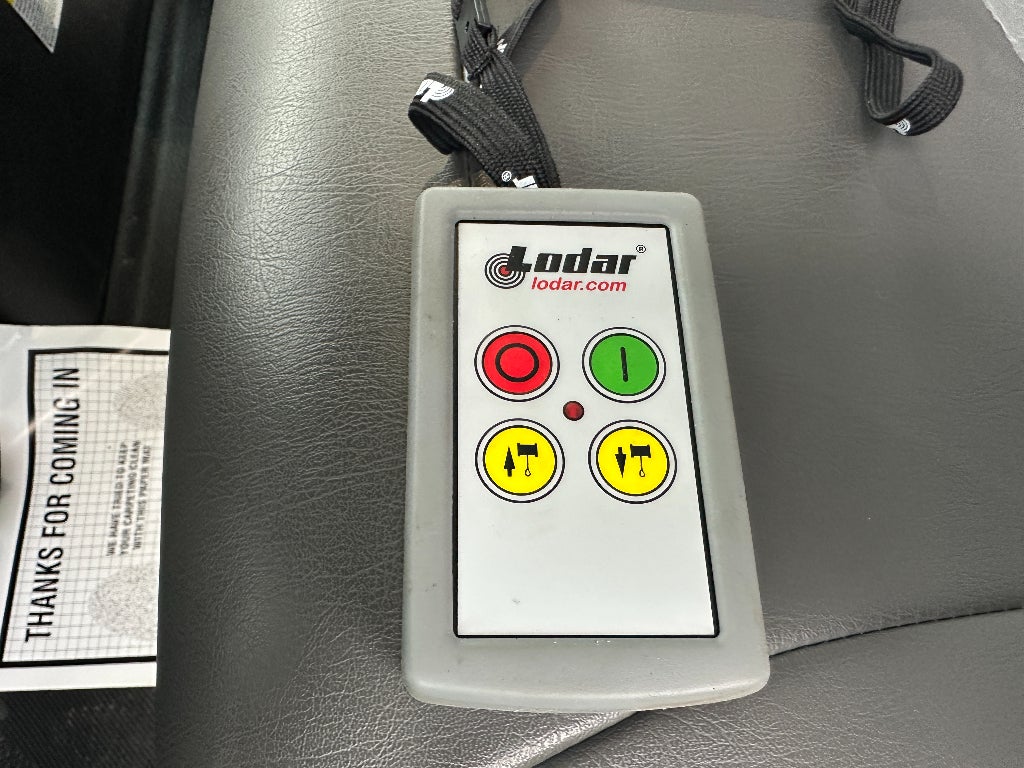 Lodar®
lodar.com
THANKS FOR COMING IN
WE HAVE TRIED TO KEEP
YOUR CARPETING CLEAN
WITH THIS PAPER MAT